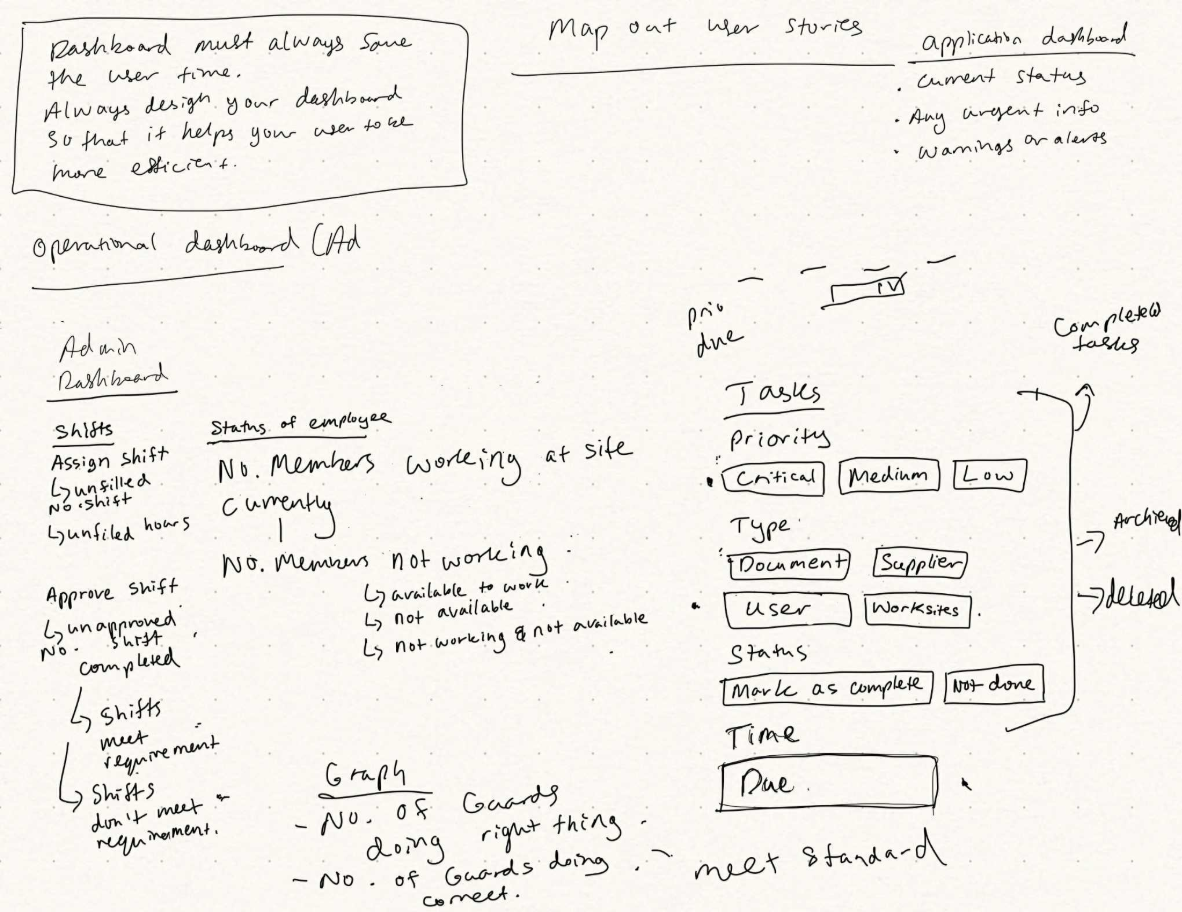 Dashboard must always save
the user time.
Always design your dashboard
so that it helps your user to be
more efficient.
Map out user stories
application dashboard
. current status
. Any urgent info
. warnings or alerts
Operational dashboard (Ad
Admin
Dashboard
Shifts
Assign shift
↳ unfilled
No. shift
↳ unfiled hours
Approve shift
↳ unapproved
No. shift
completed
↳ Shifts
meet
requirement
↳ Shifts
don't meet
requirement.
Status of employee
No. Members working at site
Currently
No. Members not working
↳ available to work
↳ not available
↳ not working & not available
Graph
- No. of Guards
doing right thing.
- No. of Guards doing
correct.
meet standard
prio
due
Tasks
Priority
Critical Medium Low
Type
Document Supplier
User Worksites
Status
Mark as complete Not done
Time
Due
Completed
tasks
→ Archived
→ deleted